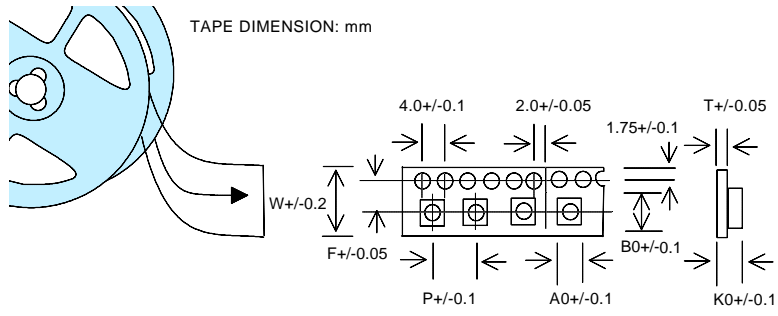 TAPE DIMENSION: mm
4.0+/-0.1
2.0+/-0.05
T+/-0.05
1.75+/-0.1
W+/-0.2
F+/-0.05
B0+/-0.1
P+/-0.1
A0+/-0.1
K0+/-0.1